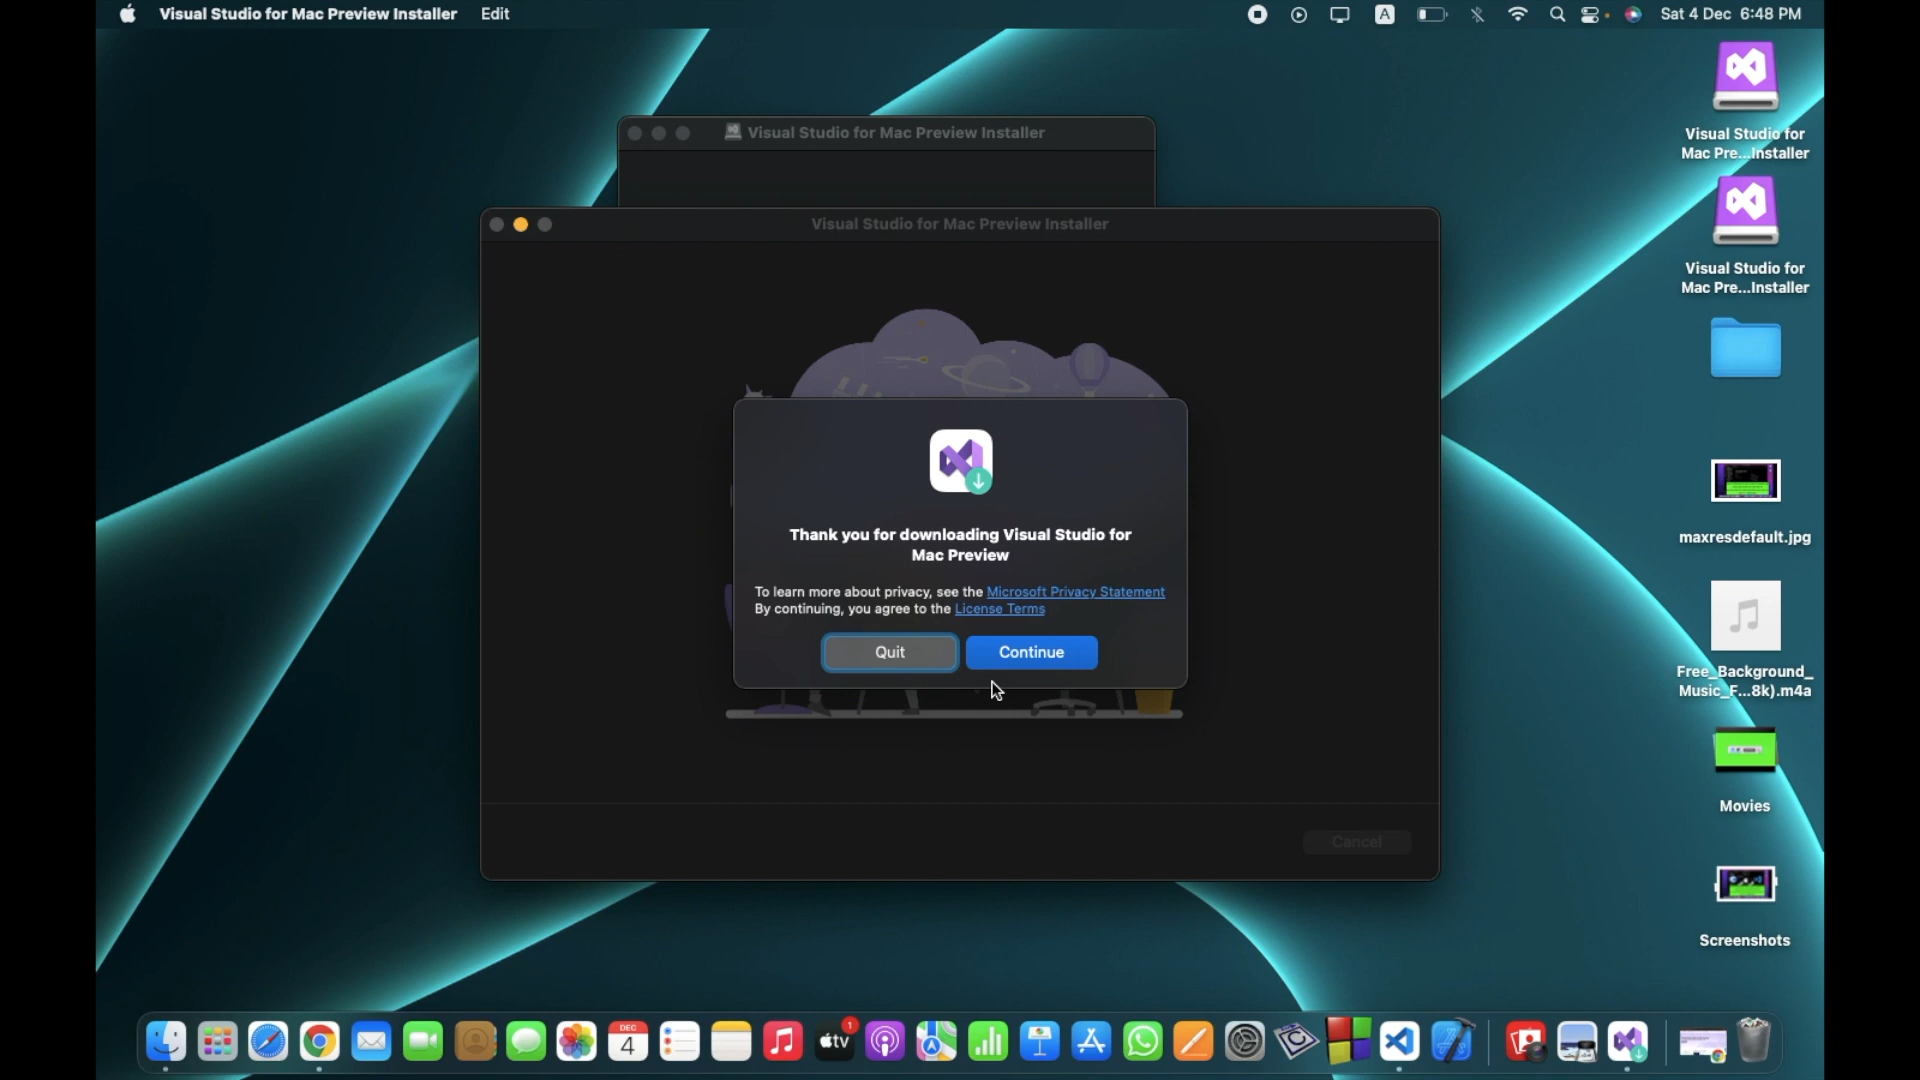 Visual Studio for Mac Preview Installer Edit
A
Sat 4 Dec 6:48 PM
Visual Studio for Mac Preview Installer
Visual Studio for Mac Preview Installer
Thank you for downloading Visual Studio for
Mac Preview
To learn more about privacy, see the Microsoft Privacy Statement
By continuing, you agree to the License Terms
Quit
Continue
Cancel
Visual Studio for
Mac Pre...Installer
Visual Studio for
Mac Pre...Installer
maxresdefault.jpg
Free_Background_
Music_F...8k).m4a
Movies
Screenshots
DEC
4
tv
1